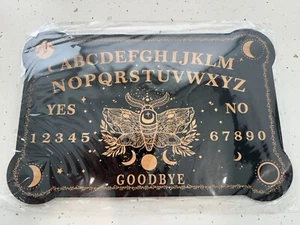 ABCDEFGHIJKLM
NOPQRSTUVWXYZ
YES NO
12345 67890
GOODBYE